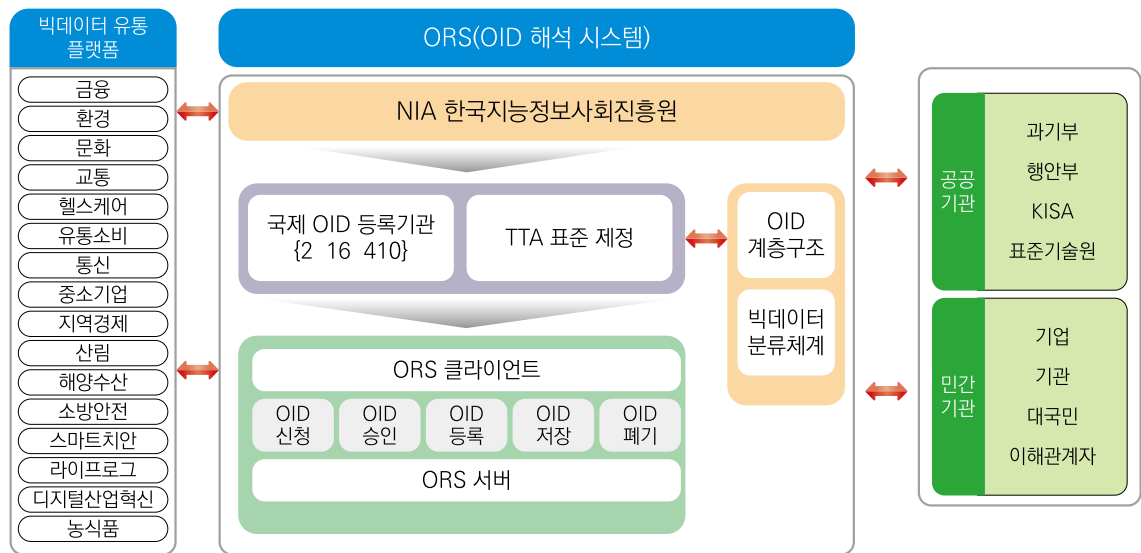 빅데이터 유통
플랫폼
금융
환경
문화
교통
헬스케어
유통소비
통신
중소기업
지역경제
산림
해양수산
소방안전
스마트치안
라이프로그
디지털산업혁신
농식품
ORS(OID 해석 시스템)
NIA 한국지능정보사회진흥원
국제 OID 등록기관
{2 16 410}
TTA 표준 제정
OID
계층구조
빅데이터
분류체계
ORS 클라이언트
OID
신청
OID
승인
OID
등록
OID
저장
OID
폐기
ORS 서버
공공
기관
과기부
행안부
KISA
표준기술원
민간
기관
기업
기관
대국민
이해관계자